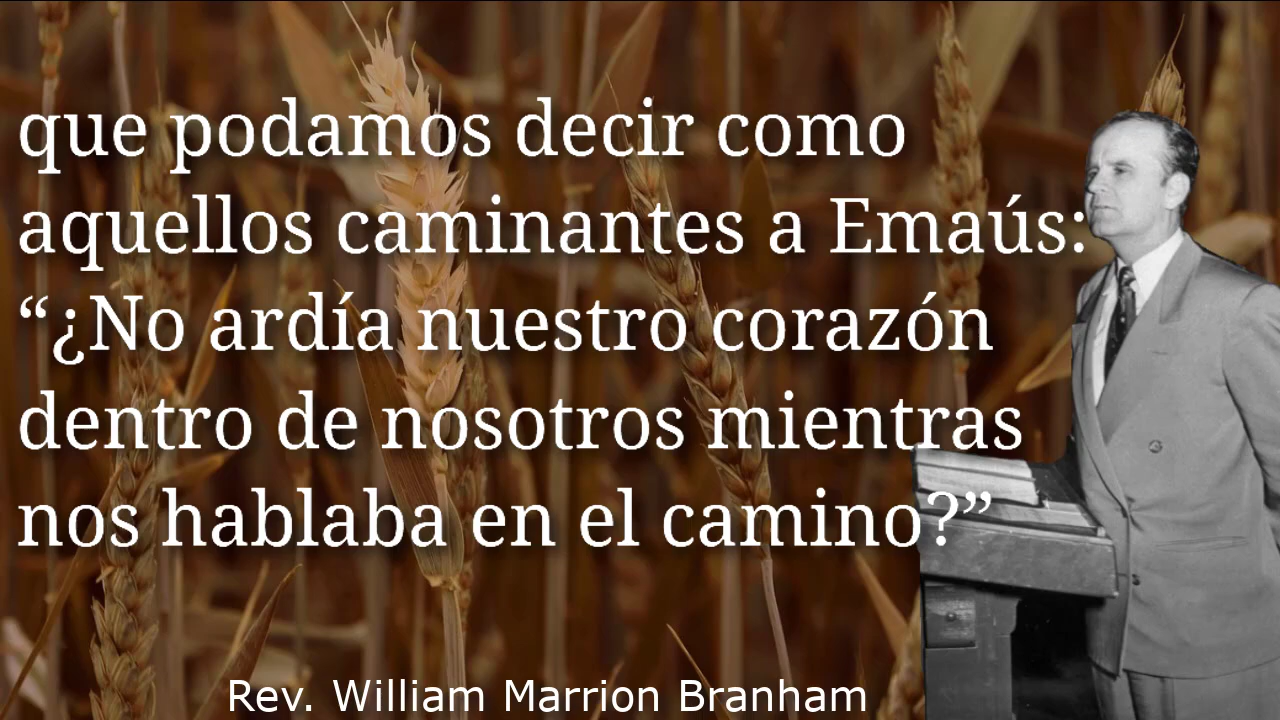 que podamos decir como
aquellos caminantes a Emaús:
“¿No ardía nuestro corazón
dentro de nosotros mientras
nos hablaba en el camino?”
Rev. William Marrion Branham